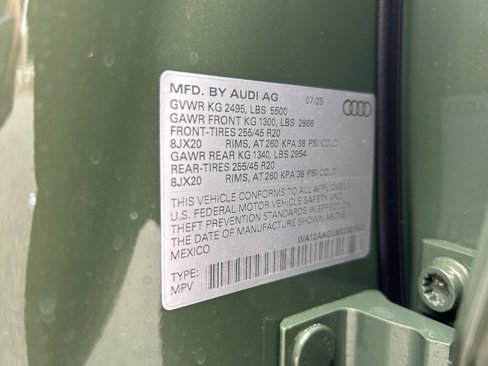 MFD. BY AUDI AG 07/25
GVWR KG 2495, LBS 5500
GAWR FRONT KG 1300, LBS 2866
FRONT-TIRES 255/45 R20
8JX20 RIMS, AT 260 KPA 38 PSI COLD
GAWR REAR KG 1340, LBS 2954
REAR-TIRES 255/45 R20
8JX20 RIMS, AT 260 KPA 38 PSI COLD
THIS VEHICLE CONFORMS TO ALL APPLICABLE
U.S. FEDERAL MOTOR VEHICLE SAFETY AND
THEFT PREVENTION STANDARDS IN EFFECT ON
THE DATE OF MANUFACTURE SHOWN ABOVE.
MEXICO
TYPE:
MPV